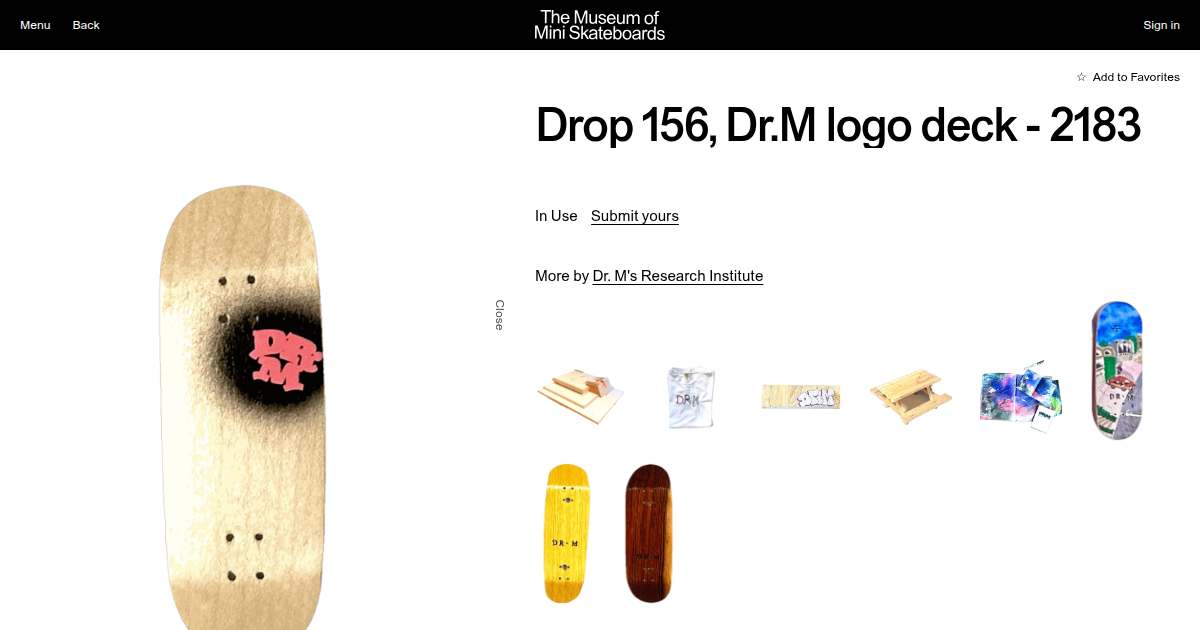 Menu
Back
The Museum of
Mini Skateboards
Sign in
☆ Add to Favorites
Drop 156, Dr.M logo deck - 2183
In Use
Submit yours
More by Dr. M's Research Institute
Close
DR.
M
DR M
DR·M
DR·M